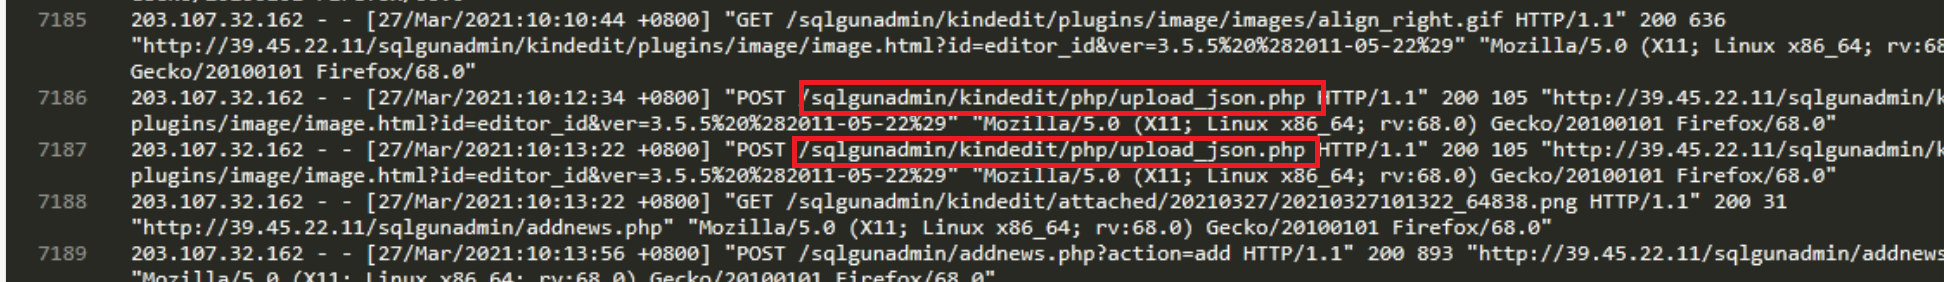 7185 203.107.32.162 - - [27/Mar/2021:10:10:44 +0800] "GET /sqlgunadmin/kindedit/plugins/image/images/align_right.gif HTTP/1.1" 200 636
"http://39.45.22.11/sqlgunadmin/kindedit/plugins/image/image.html?id=editor_id&ver=3.5.5%20%282011-05-22%29" "Mozilla/5.0 (X11; Linux x86_64; rv:68
Gecko/20100101 Firefox/68.0"
7186 203.107.32.162 - - [27/Mar/2021:10:12:34 +0800] "POST /sqlgunadmin/kindedit/php/upload_json.php HTTP/1.1" 200 105 "http://39.45.22.11/sqlgunadmin/k
plugins/image/image.html?id=editor_id&ver=3.5.5%20%282011-05-22%29" "Mozilla/5.0 (X11; Linux x86_64; rv:68.0) Gecko/20100101 Firefox/68.0"
7187 203.107.32.162 - - [27/Mar/2021:10:13:22 +0800] "POST /sqlgunadmin/kindedit/php/upload_json.php HTTP/1.1" 200 105 "http://39.45.22.11/sqlgunadmin/k
plugins/image/image.html?id=editor_id&ver=3.5.5%20%282011-05-22%29" "Mozilla/5.0 (X11; Linux x86_64; rv:68.0) Gecko/20100101 Firefox/68.0"
7188 203.107.32.162 - - [27/Mar/2021:10:13:22 +0800] "GET /sqlgunadmin/kindedit/attached/20210327/20210327101322_64838.png HTTP/1.1" 200 31
"http://39.45.22.11/sqlgunadmin/addnews.php" "Mozilla/5.0 (X11; Linux x86_64; rv:68.0) Gecko/20100101 Firefox/68.0"
7189 203.107.32.162 - - [27/Mar/2021:10:13:56 +0800] "POST /sqlgunadmin/addnews.php?action=add HTTP/1.1" 200 893 "http://39.45.22.11/sqlgunadmin/addnews
"Mozilla/5.0 (X11; Linux x86_64; rv:68.0) Gecko/20100101 Firefox/68.0"